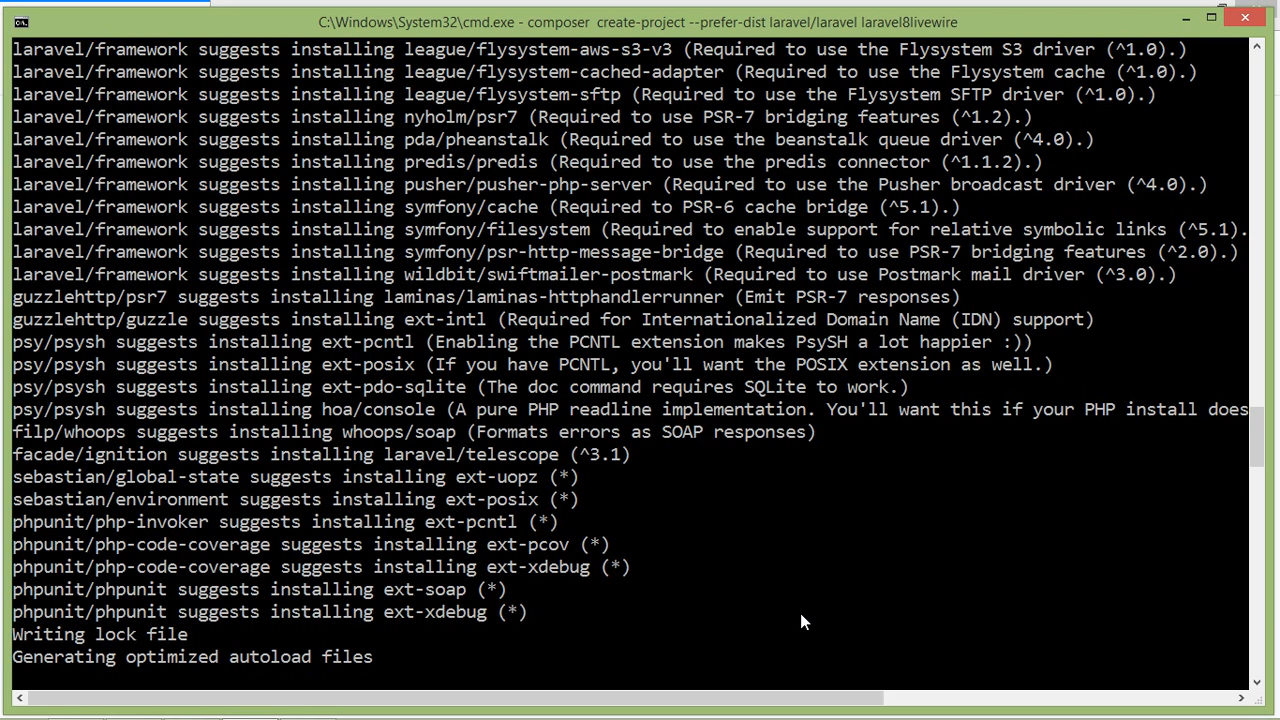 C:\Windows\System32\cmd.exe - composer  create-project --prefer-dist laravel/laravel laravel8livewire
laravel/framework suggests installing league/flysystem-aws-s3-v3 (Required to use the Flysystem S3 driver (^1.0).)
laravel/framework suggests installing league/flysystem-cached-adapter (Required to use the Flysystem cache (^1.0).)
laravel/framework suggests installing league/flysystem-sftp (Required to use the Flysystem SFTP driver (^1.0).)
laravel/framework suggests installing nyholm/psr7 (Required to use PSR-7 bridging features (^1.2).)
laravel/framework suggests installing pda/pheanstalk (Required to use the beanstalk queue driver (^4.0).)
laravel/framework suggests installing predis/predis (Required to use the predis connector (^1.1.2).)
laravel/framework suggests installing pusher/pusher-php-server (Required to use the Pusher broadcast driver (^4.0).)
laravel/framework suggests installing symfony/cache (Required to PSR-6 cache bridge (^5.1).)
laravel/framework suggests installing symfony/filesystem (Required to enable support for relative symbolic links (^5.1).
laravel/framework suggests installing symfony/psr-http-message-bridge (Required to use PSR-7 bridging features (^2.0).)
laravel/framework suggests installing wildbit/swiftmailer-postmark (Required to use Postmark mail driver (^3.0).)
guzzlehttp/psr7 suggests installing laminas/laminas-httphandlerrunner (Emit PSR-7 responses)
guzzlehttp/guzzle suggests installing ext-intl (Required for Internationalized Domain Name (IDN) support)
psy/psysh suggests installing ext-pcntl (Enabling the PCNTL extension makes PsySH a lot happier :))
psy/psysh suggests installing ext-posix (If you have PCNTL, you'll want the POSIX extension as well.)
psy/psysh suggests installing ext-pdo-sqlite (The doc command requires SQLite to work.)
psy/psysh suggests installing hoa/console (A pure PHP readline implementation. You'll want this if your PHP install does
filp/whoops suggests installing whoops/soap (Formats errors as SOAP responses)
facade/ignition suggests installing laravel/telescope (^3.1)
sebastian/global-state suggests installing ext-uopz (*)
sebastian/environment suggests installing ext-posix (*)
phpunit/php-invoker suggests installing ext-pcntl (*)
phpunit/php-code-coverage suggests installing ext-pcov (*)
phpunit/php-code-coverage suggests installing ext-xdebug (*)
phpunit/phpunit suggests installing ext-soap (*)
phpunit/phpunit suggests installing ext-xdebug (*)
Writing lock file
Generating optimized autoload files